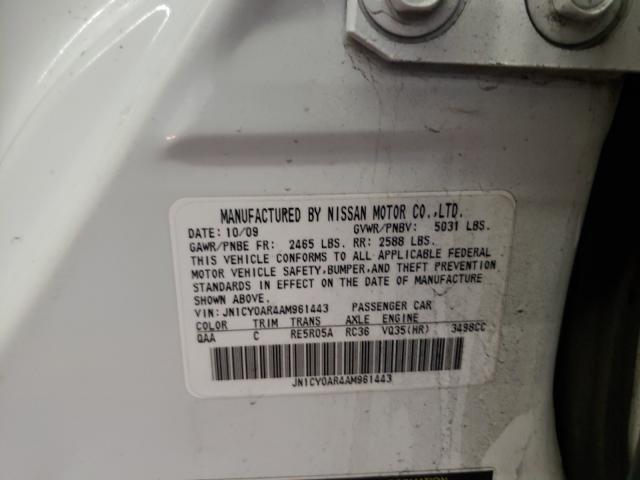 MANUFACTURED BY NISSAN MOTOR CO.,LTD.
DATE: 10/09 GVWR/PNBV: 5031 LBS.
GAWR/PNBE FR: 2465 LBS. RR: 2588 LBS.
THIS VEHICLE CONFORMS TO ALL APPLICABLE FEDERAL
MOTOR VEHICLE SAFETY,BUMPER,AND THEFT PREVENTION
STANDARDS IN EFFECT ON THE DATE OF MANUFACTURE
SHOWN ABOVE.
VIN: JN1CY0AR4AM961443 PASSENGER CAR
COLOR TRIM TRANS AXLE ENGINE
QAA C RE5R05A RC36 VQ35(HR) 3498CC
JN1CY0AR4AM961443